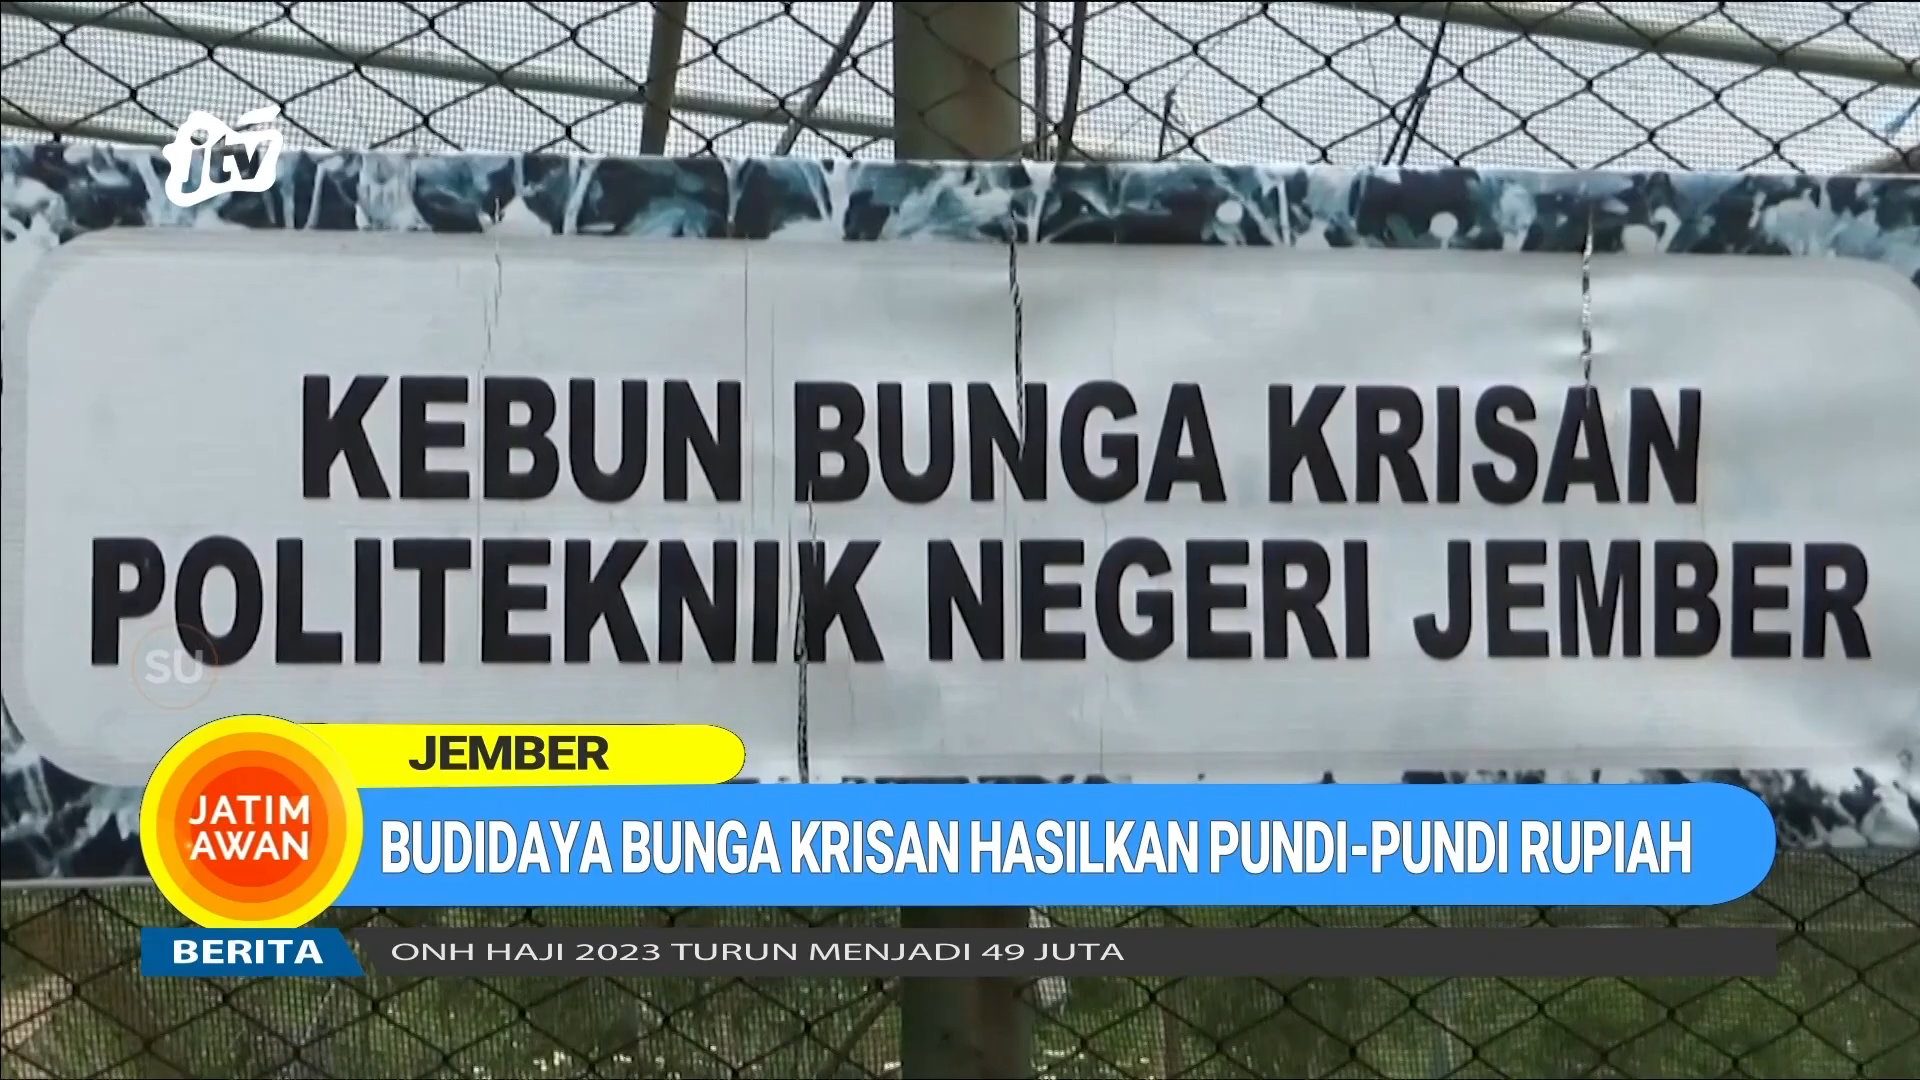 jtv
KEBUN BUNGA KRISAN
POLITEKNIK NEGERI JEMBER
SU
JEMBER
JATIM
AWAN
BUDIDAYA BUNGA KRISAN HASILKAN PUNDI-PUNDI RUPIAH
BERITA
ONH HAJI 2023 TURUN MENJADI 49 JUTA